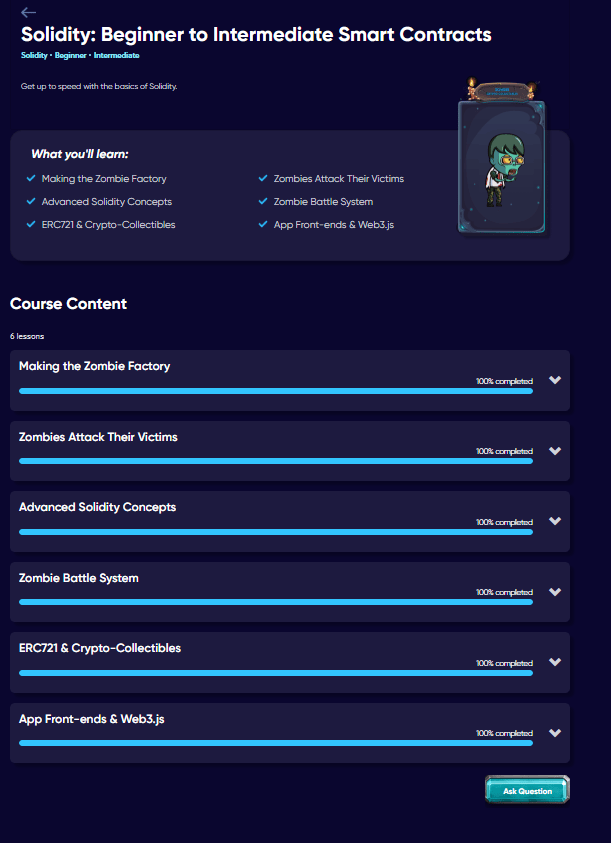 Solidity: Beginner to Intermediate Smart Contracts
Solidity • Beginner • Intermediate
Get up to speed with the basics of Solidity.
What you'll learn:
Making the Zombie Factory
Zombies Attack Their Victims
Advanced Solidity Concepts
Zombie Battle System
ERC721 & Crypto-Collectibles
App Front-ends & Web3.js
Course Content
6 lessons
Making the Zombie Factory
100% completed
Zombies Attack Their Victims
100% completed
Advanced Solidity Concepts
100% completed
Zombie Battle System
100% completed
ERC721 & Crypto-Collectibles
100% completed
App Front-ends & Web3.js
100% completed
Ask Question